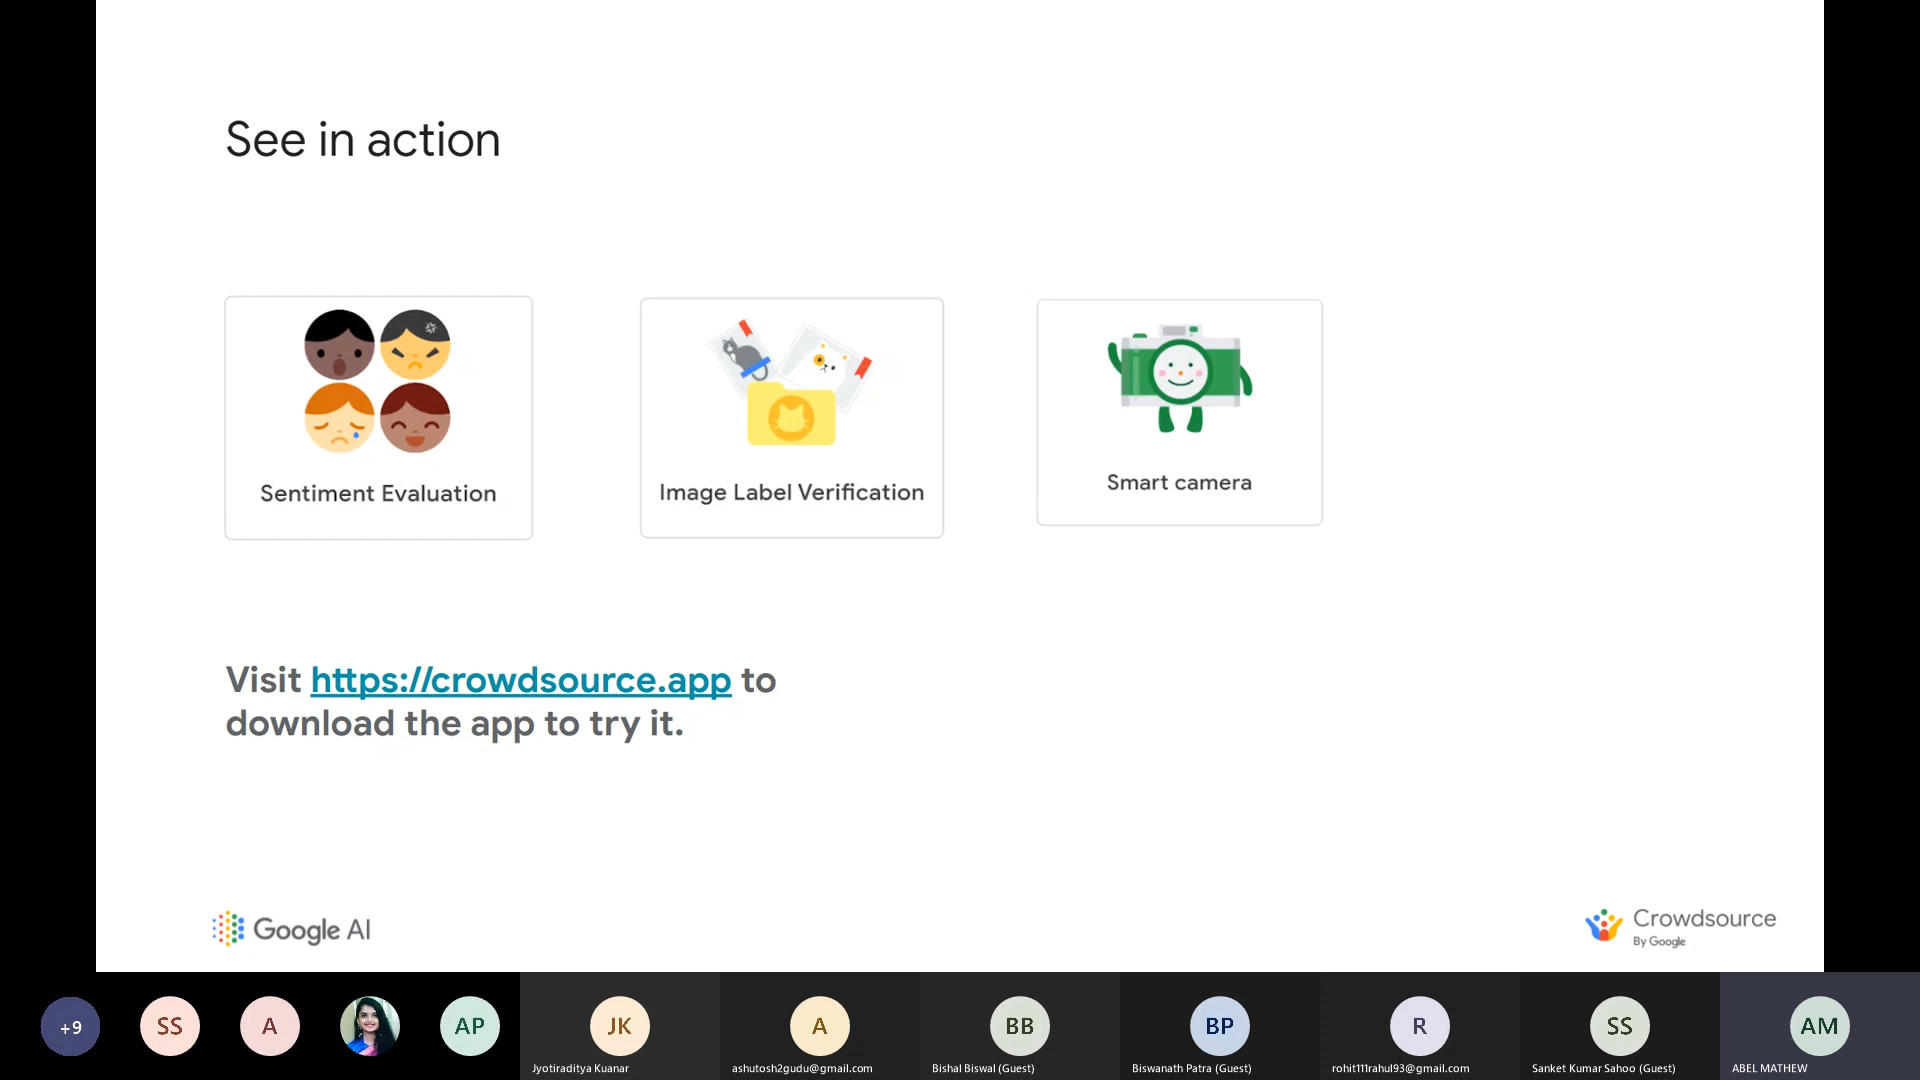 See in action
Sentiment Evaluation
Image Label Verification
Smart camera
Visit https://crowdsource.app to
download the app to try it.
Google AI
Crowdsource
By Google
+9
SS
A
AP
JK
A
BB
BP
R
SS
AM
Jyotiraditya Kuanar
ashutosh2gudu@gmail.com
Bishal Biswal (Guest)
Biswanath Patra (Guest)
rohit111rahul93@gmail.com
Sanket Kumar Sahoo (Guest)
ABEL MATHEW